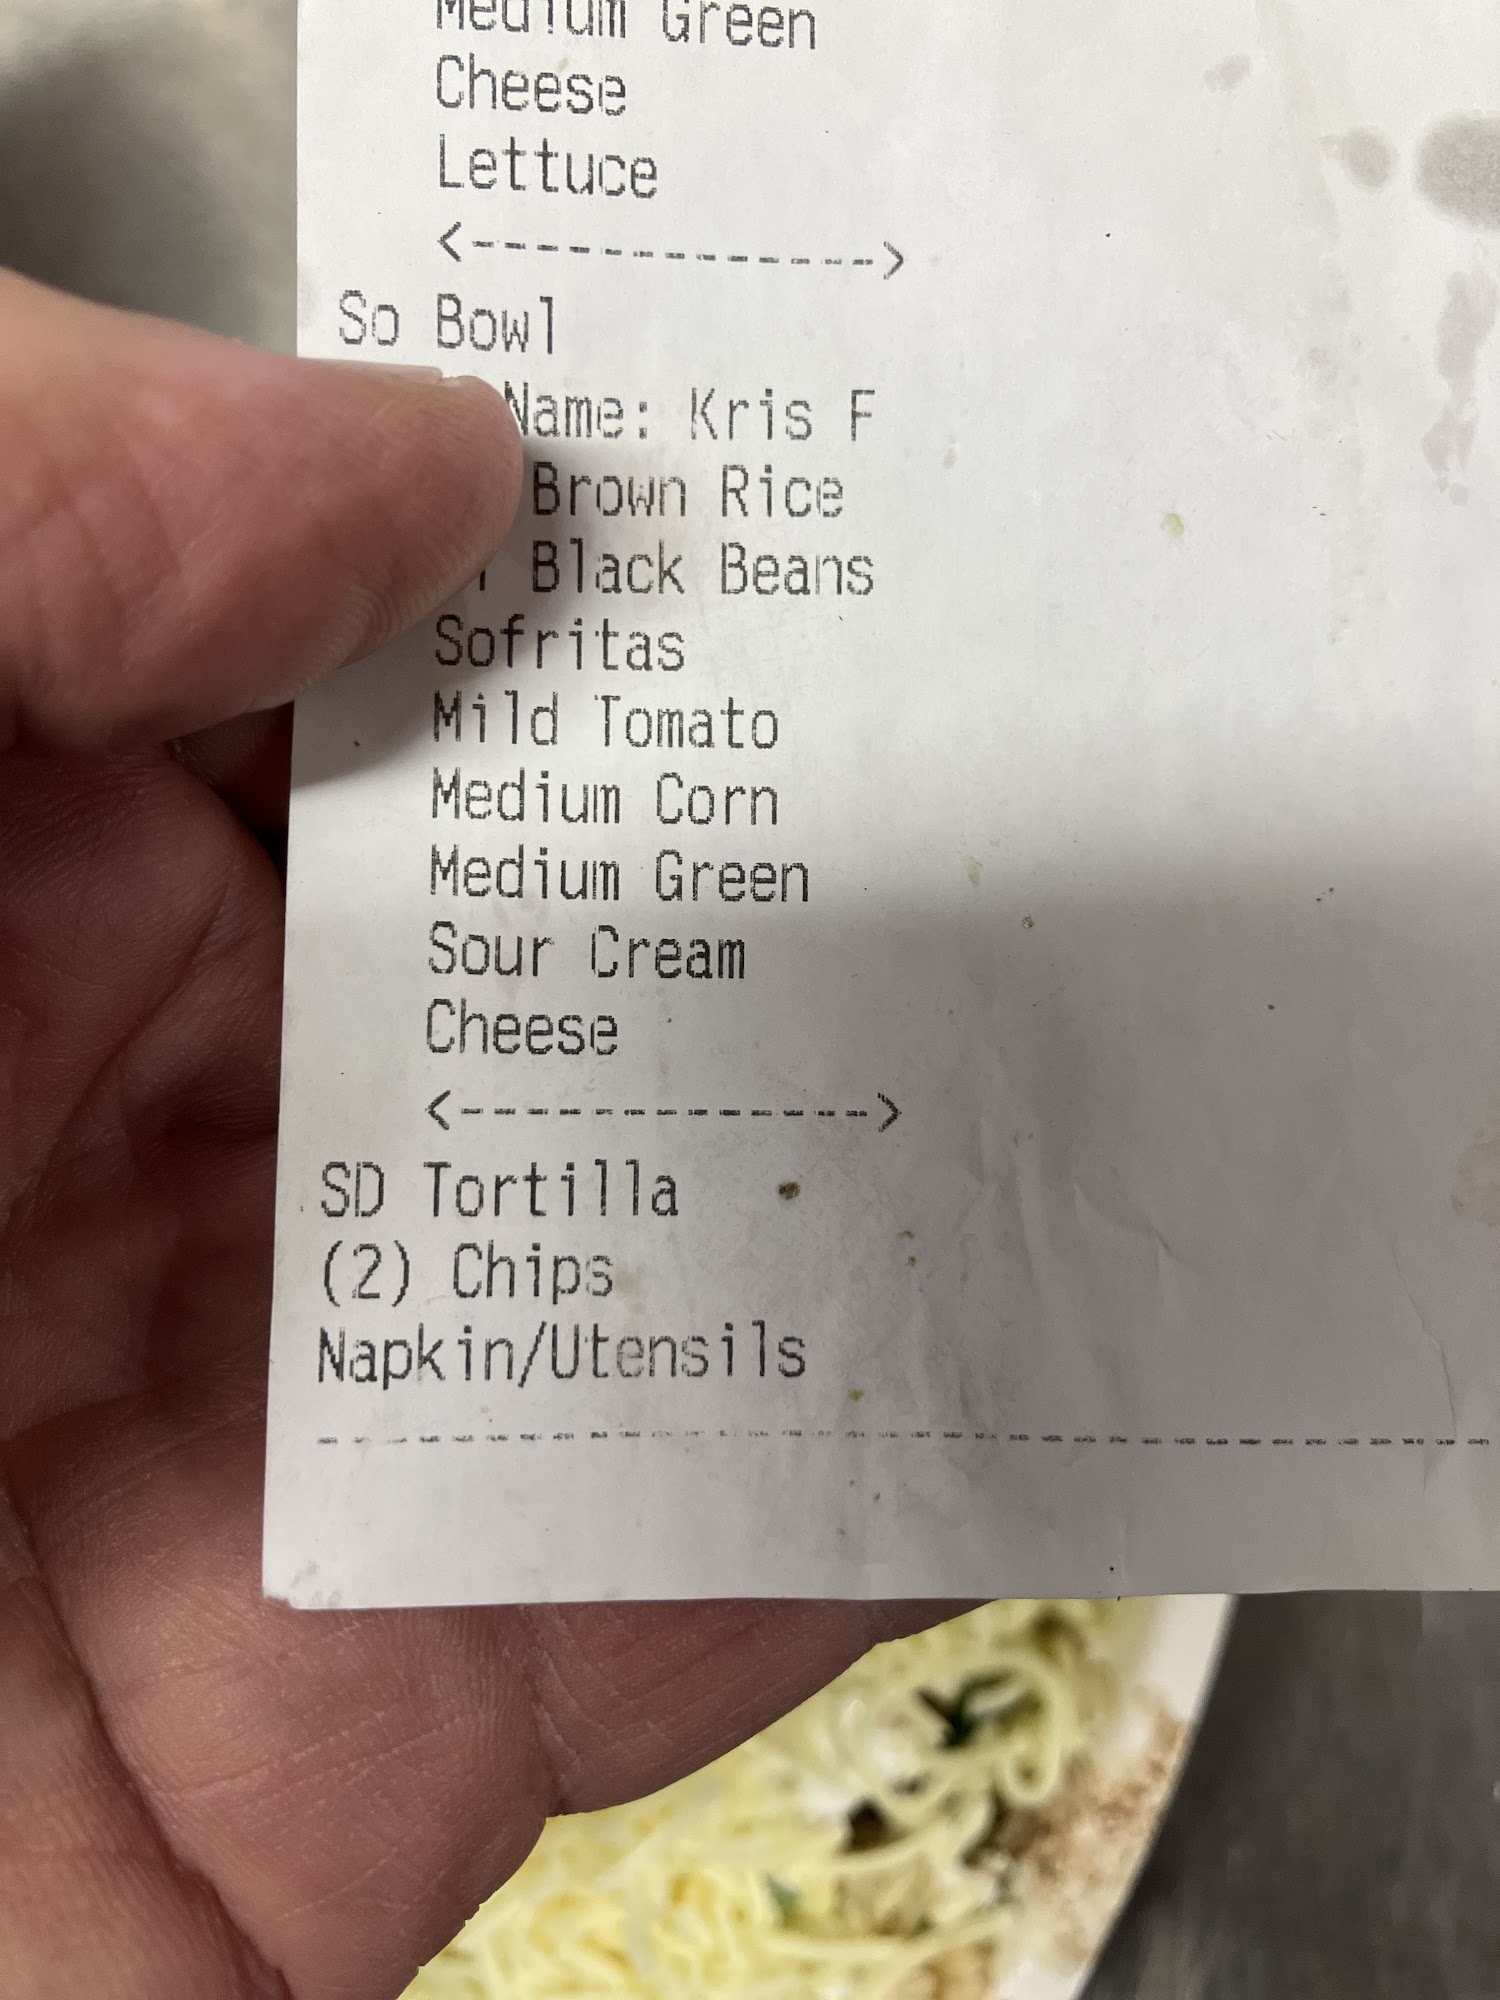 Medium Green
Cheese
Lettuce
<-------------->
So Bowl
Name: Kris F
Brown Rice
Black Beans
Sofritas
Mild Tomato
Medium Corn
Medium Green
Sour Cream
Cheese
<-------------->
SD Tortilla
(2) Chips
Napkin/Utensils
------------------------------------